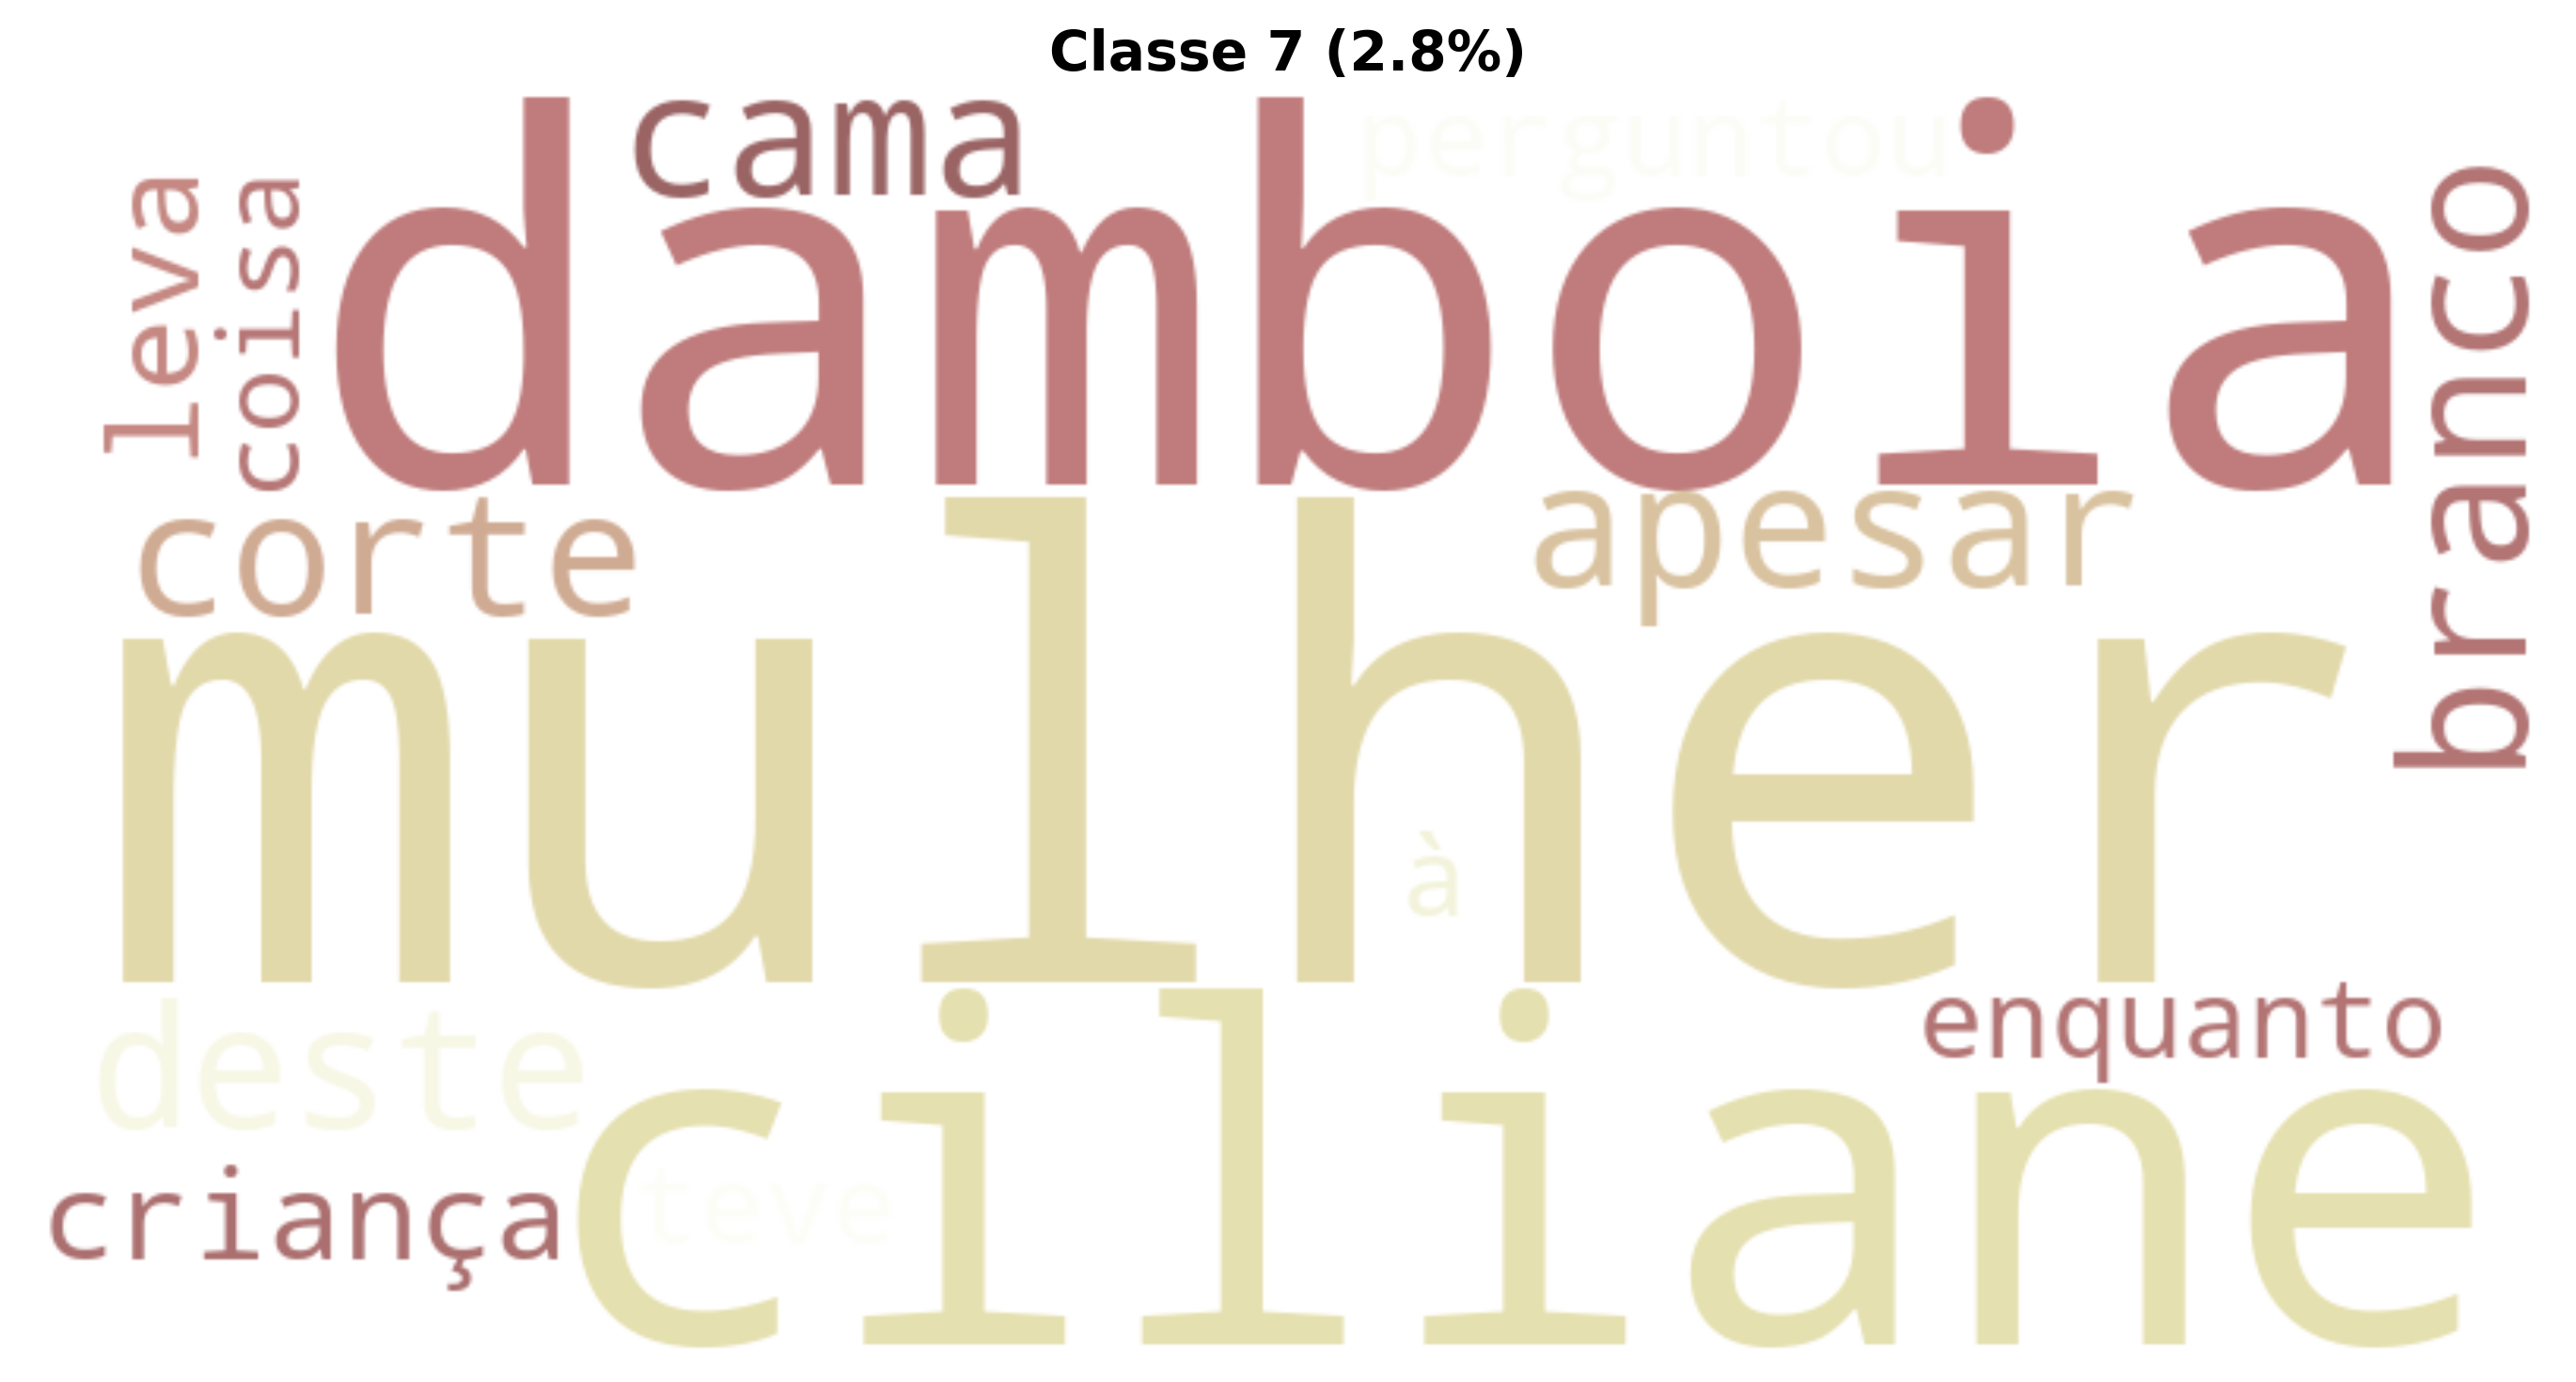 Classe 7 (2.8%)
cama
perguntou
leva
coisa
damboia
branco
corte
apesar
mulher
à
deste
enquanto
ciliane
criança
teve